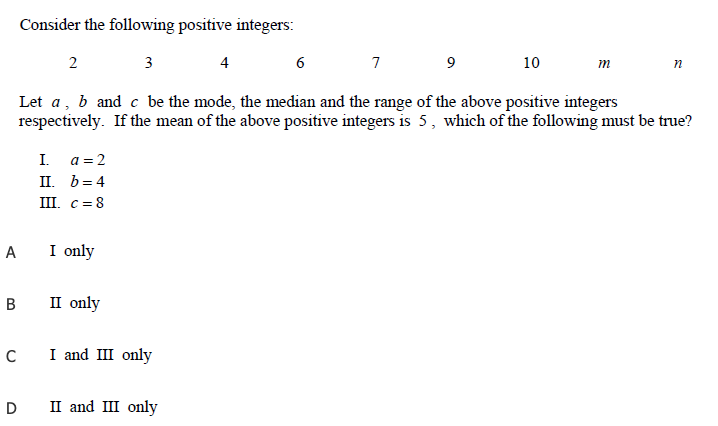 Consider the following positive integers:
2 3 4 6 7 9 10 m n
Let a , b and c be the mode, the median and the range of the above positive integers
respectively. If the mean of the above positive integers is 5 , which of the following must be true?
I. a = 2
II. b = 4
III. c = 8
A I only
B II only
C I and III only
D II and III only